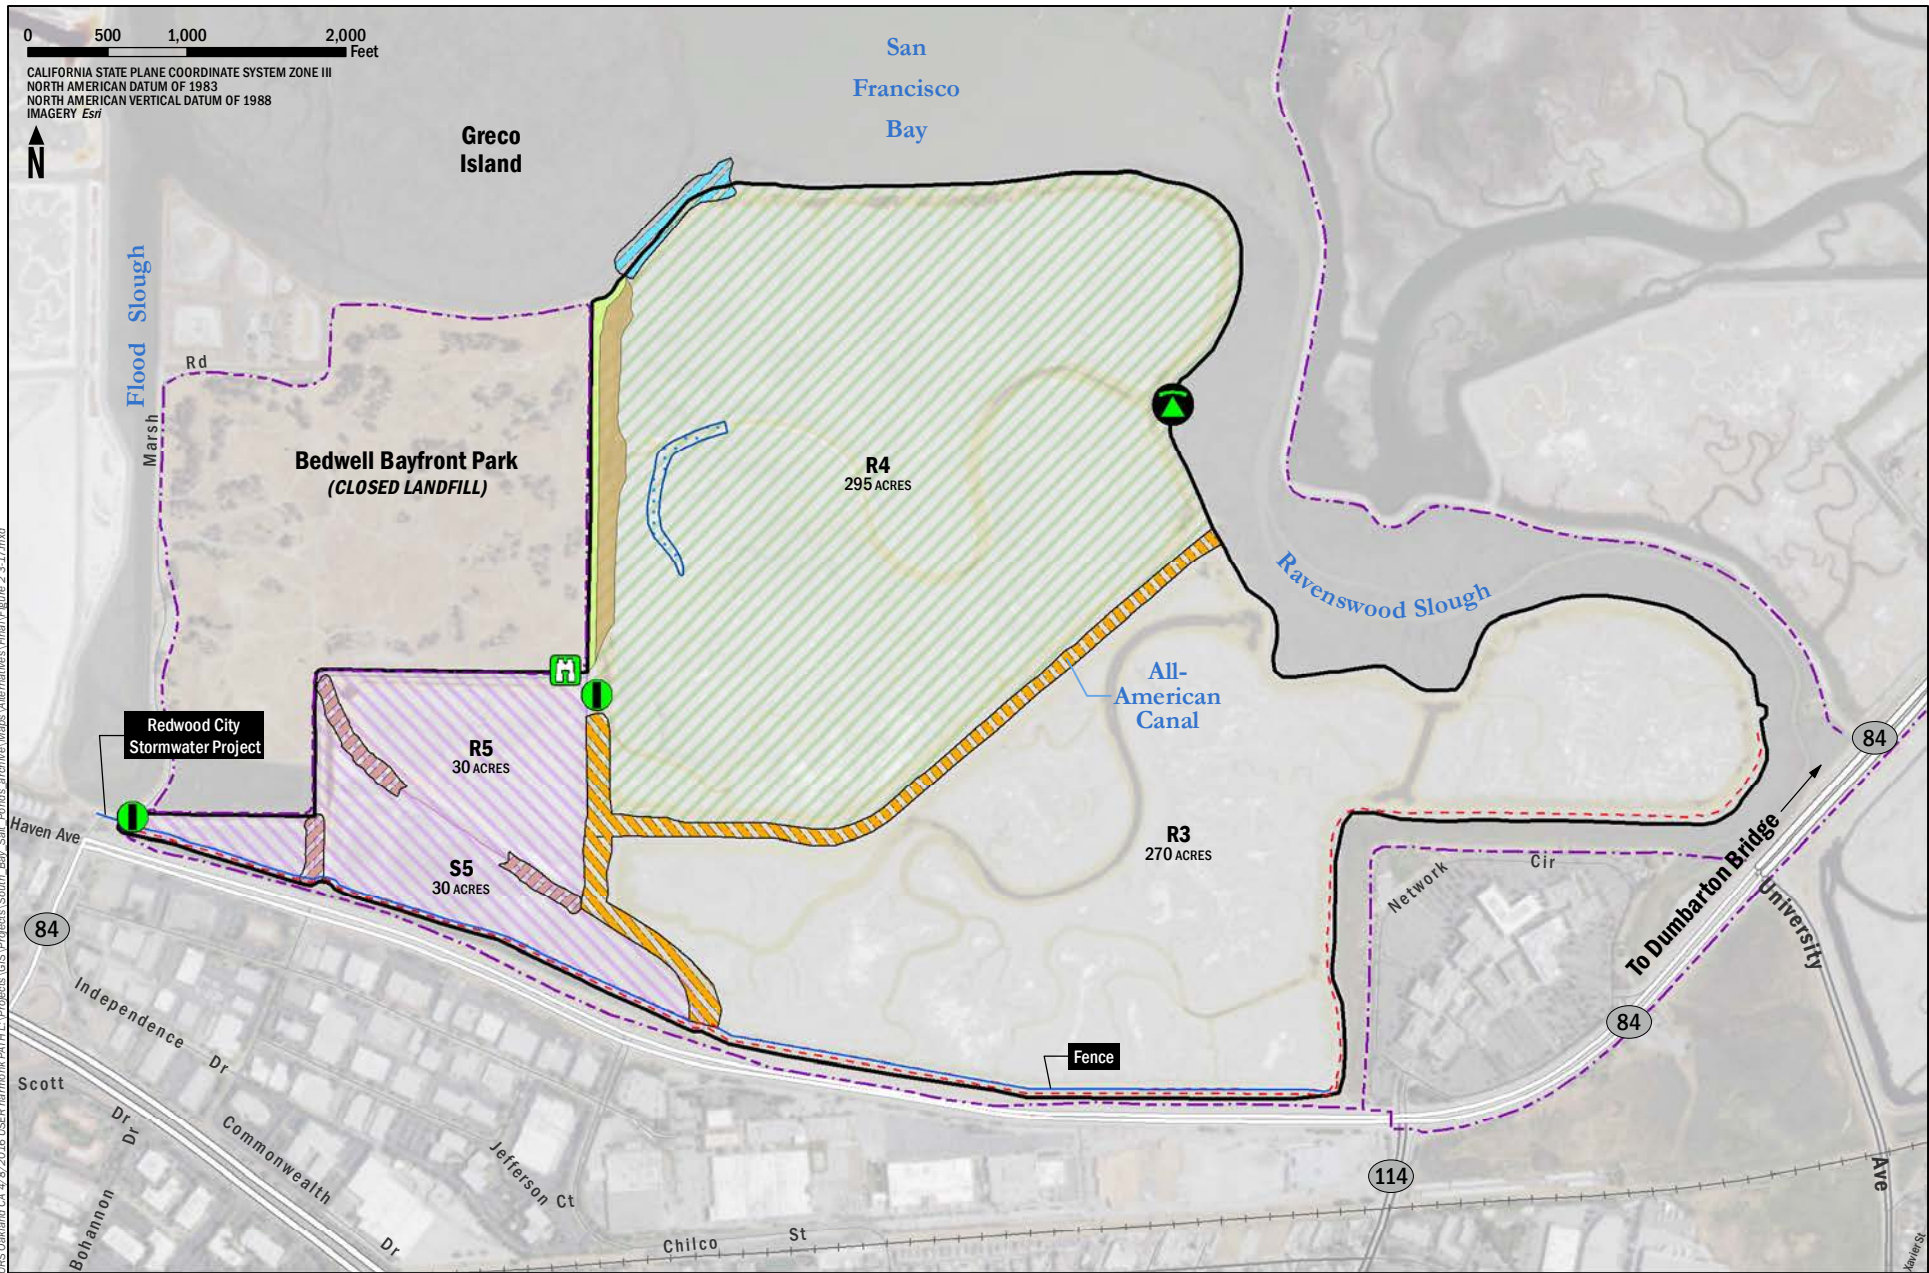 0 500 1,000 2,000
Feet
CALIFORNIA STATE PLANE COORDINATE SYSTEM ZONE III
NORTH AMERICAN DATUM OF 1983
NORTH AMERICAN VERTICAL DATUM OF 1988
IMAGERY Esri
N
San
Francisco
Bay
Greco
Island
Flood Slough
Marsh
Rd
Bedwell Bayfront Park
(CLOSED LANDFILL)
R4
295 ACRES
Ravenswood Slough
All-
American
Canal
Redwood City
Stormwater Project
R5
30 ACRES
S5
30 ACRES
R3
270 ACRES
84
Haven Ave
84
Network
Cir
To Dumbarton Bridge
University
Ave
84
Fence
114
Independence Dr
Scott
Dr
Dr
Bohannon
Commonwealth
Dr
Jefferson Ct
Chilco St
Xavier St